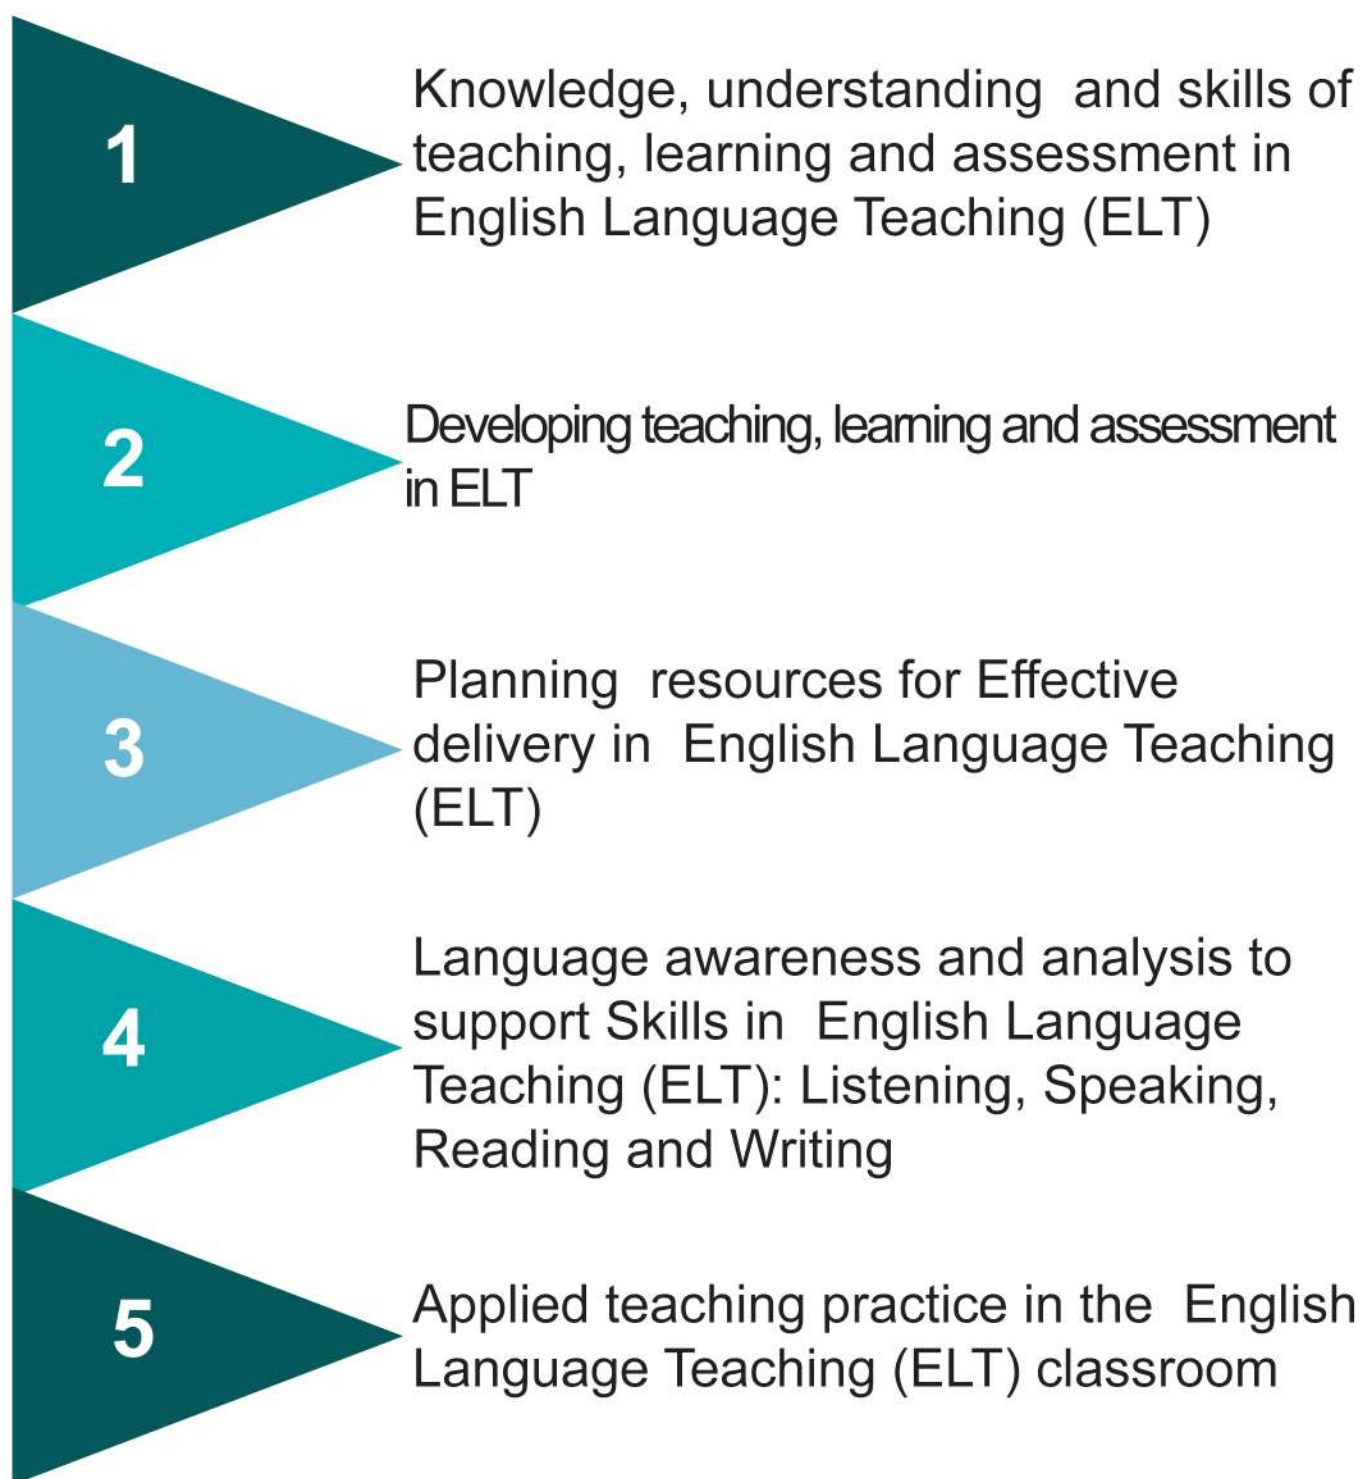 1
Knowledge, understanding and skills of
teaching, learning and assessment in
English Language Teaching (ELT)
2
Developing teaching, learning and assessment
in ELT
3
Planning resources for Effective
delivery in English Language Teaching
(ELT)
4
Language awareness and analysis to
support Skills in English Language
Teaching (ELT): Listening, Speaking,
Reading and Writing
5
Applied teaching practice in the English
Language Teaching (ELT) classroom